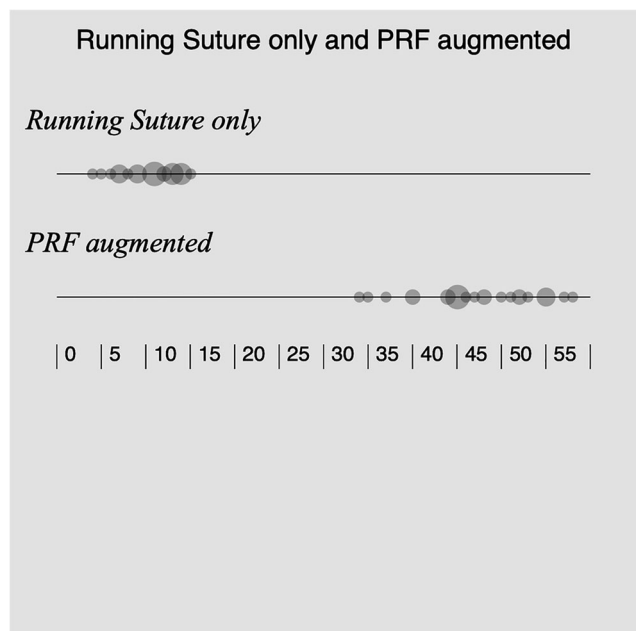 Running Suture only and PRF augmented
Running Suture only
PRF augmented
0 5 10 15 20 25 30 35 40 45 50 55